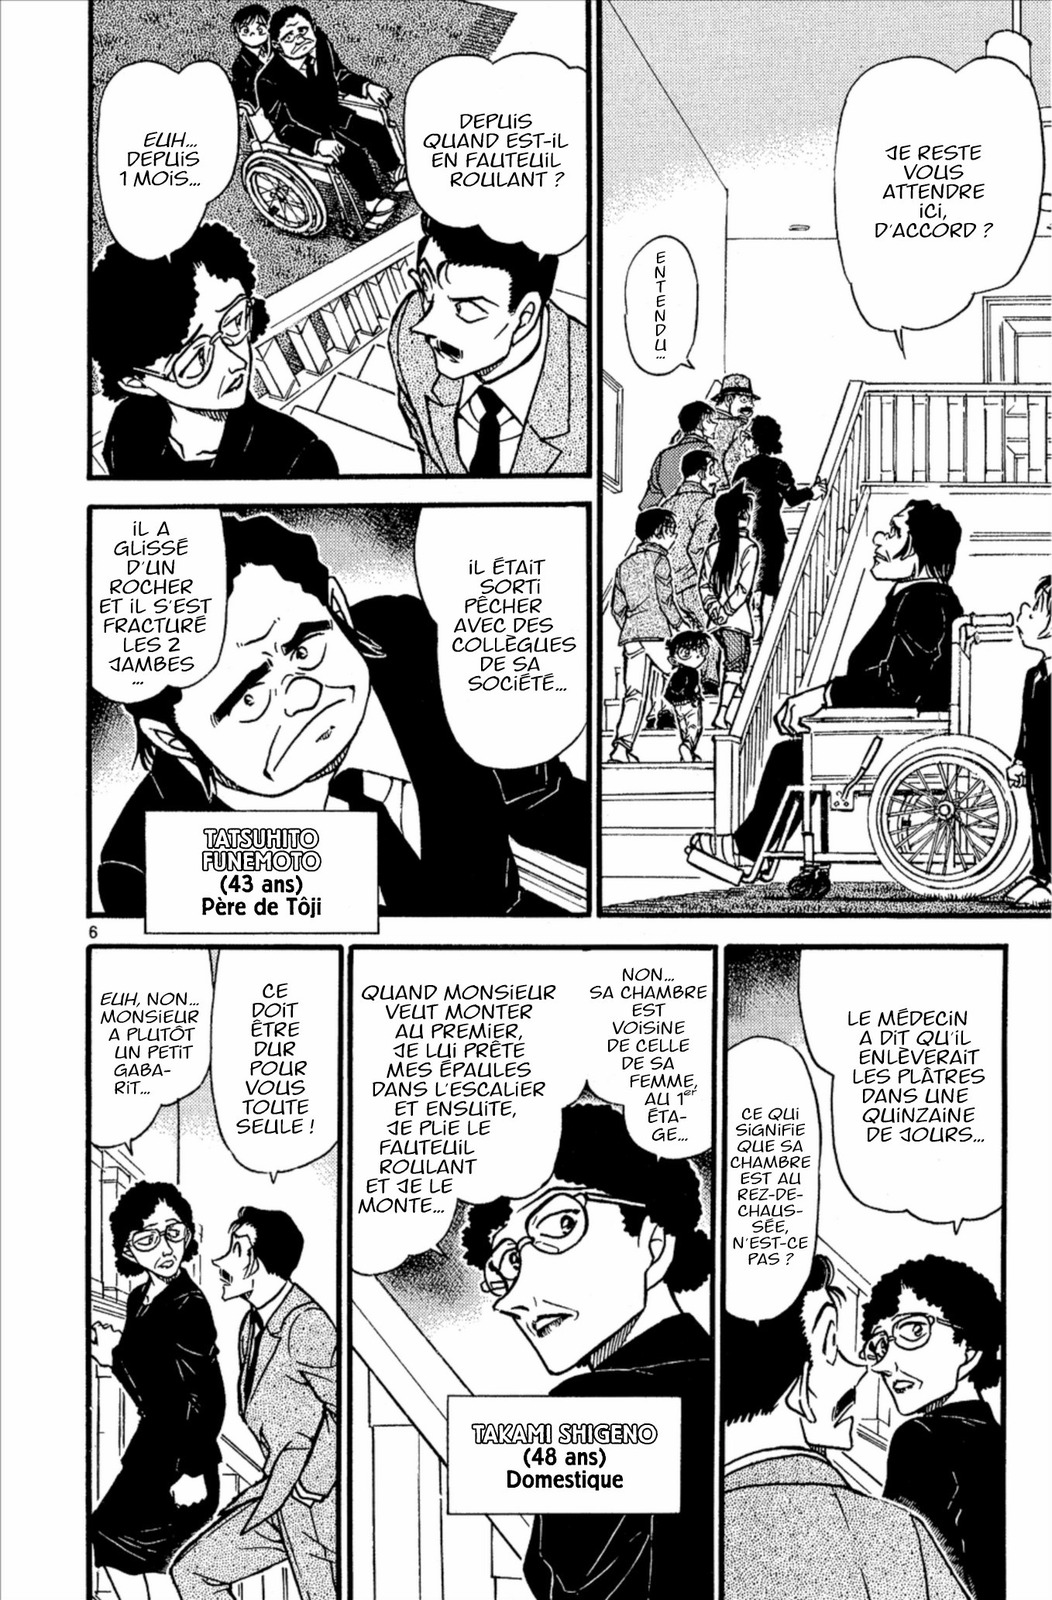 JE RESTE
VOUS
ATTENDRE
ICI,
D'ACCORD ?
ENTENDU...
DEPUIS
QUAND EST-IL
EN FAUTEUIL
ROULANT ?
EUH...
DEPUIS
1 MOIS...
IL ÉTAIT
SORTI
PÊCHER
AVEC DES
COLLÈGUES
DE SA
SOCIÉTÉ...
IL A
GLISSÉ
D'UN
ROCHER
ET IL S'EST
FRACTURÉ
LES 2
JAMBES
...
TATSUHITO
FUNEMOTO
(43 ans)
Père de Tôji
6
LE MÉDECIN
A DIT QU'IL
ENLÈVERAIT
LES PLÂTRES
DANS UNE
QUINZAINE
DE JOURS...
CE QUI
SIGNIFIE
QUE SA
CHAMBRE
EST AU
REZ-DE-
CHAUS-
SÉE,
N'EST-CE
PAS ?
NON...
SA CHAMBRE
EST
VOISINE
DE CELLE
DE SA
FEMME,
AU 1er
ÉTA-
GE...
QUAND MONSIEUR
VEUT MONTER
AU PREMIER,
JE LUI PRÊTE
MES ÉPAULES
DANS L'ESCALIER
ET ENSUITE,
JE PLIE LE
FAUTEUIL
ROULANT
ET JE LE
MONTE...
TAKAMI SHIGENO
(48 ans)
Domestique
CE
DOIT
ÊTRE
DUR
POUR
VOUS
TOUTE
SEULE !
EUH, NON...
MONSIEUR
A PLUTÔT
UN PETIT
GABA-
RIT...